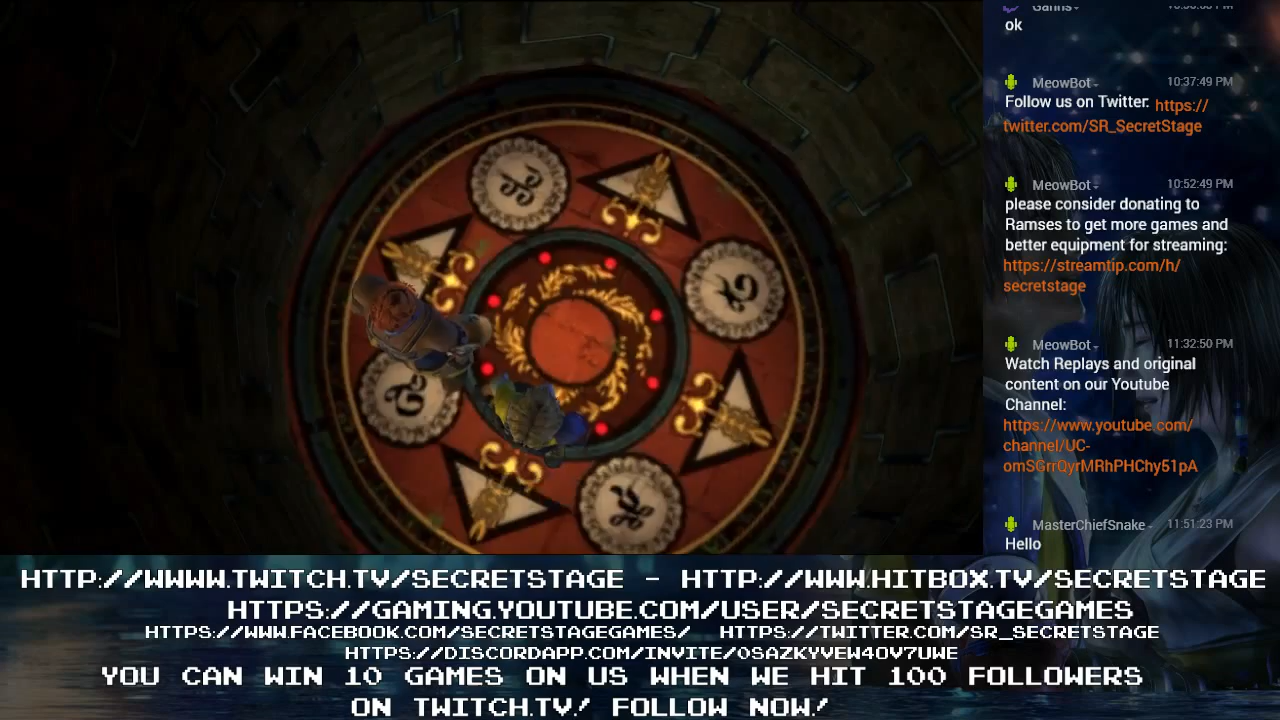 ok
MeowBot 10:37:49 PM
Follow us on Twitter: https://
twitter.com/SR_SecretStage
MeowBot 10:52:49 PM
please consider donating to
Ramses to get more games and
better equipment for streaming:
https://streamtip.com/h/
secretstage
MeowBot 11:32:50 PM
Watch Replays and original
content on our Youtube
Channel:
https://www.youtube.com/
channel/UC-
omSGrrQyrMRhPHChy51pA
MasterChiefSnake 11:51:23 PM
Hello
HTTP://WWWW.TWITCH.TV/SECRETSTAGE - HTTP://WWW.HITBOX.TV/SECRETSTAGE
HTTPS://GAMING.YOUTUBE.COM/USER/SECRETSTAGEGAMES
HTTPS://WWW.FACEBOOK.COM/SECRETSTAGEGAMES/ HTTPS://TWITTER.COM/SR_SECRETSTAGE
HTTPS://DISCORDAPP.COM/INVITE/0SAZKYVEW4OV7UWE
YOU CAN WIN 10 GAMES ON US WHEN WE HIT 100 FOLLOWERS
ON TWITCH.TV! FOLLOW NOW!